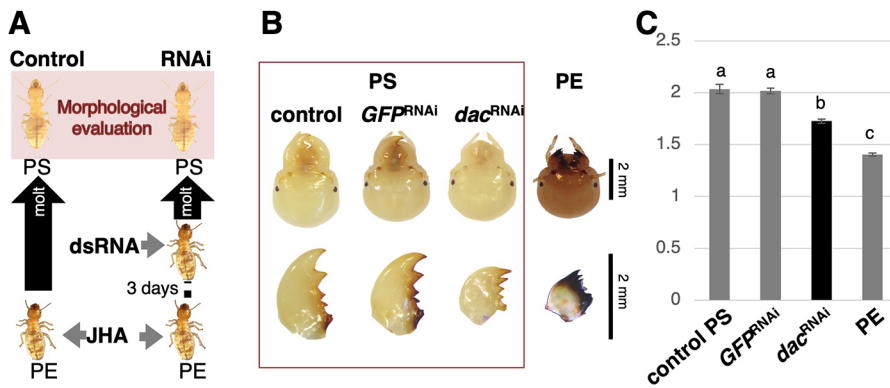 A
Control RNAi
Morphological
evaluation
PS PS
molt molt
dsRNA
3 days
JHA
PE PE
B
PS PE
control GFPRNAi dacRNAi
2 mm
2 mm
C
2.5
2
1.5
1
0.5
0
a
a
b
c
control PS
GFPRNAi
dacRNAi
PE